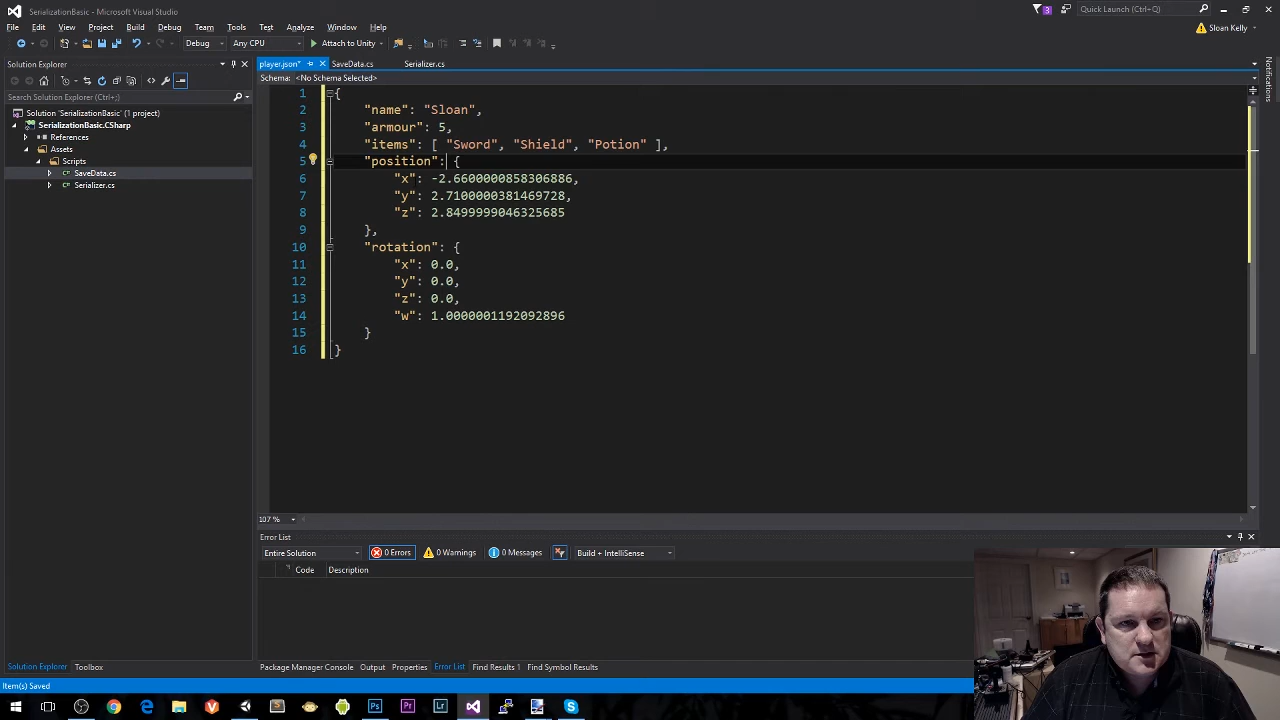 SerializationBasic - Microsoft Visual Studio
3
Quick Launch (Ctrl+Q)
File Edit View Project Build Debug Team Tools Test Analyze Window Help
Sloan Kelly
Debug Any CPU Attach to Unity
Solution Explorer
player.json* SaveData.cs Serializer.cs
Schema: <No Schema Selected>
Notifications
Search Solution Explorer (Ctrl+;)
Solution 'SerializationBasic' (1 project)
SerializationBasic.CSharp
References
Assets
Scripts
SaveData.cs
Serializer.cs
1 {
2 "name": "Sloan",
3 "armour": 5,
4 "items": [ "Sword", "Shield", "Potion" ],
5 "position": {
6 "x": -2.6600000858306886,
7 "y": 2.7100000381469728,
8 "z": 2.8499999046325685
9 },
10 "rotation": {
11 "x": 0.0,
12 "y": 0.0,
13 "z": 0.0,
14 "w": 1.0000001192092896
15 }
16 }
107 %
Error List
Entire Solution 0 Errors 0 Warnings 0 Messages Build + IntelliSense
Code Description
Solution Explorer Toolbox
Package Manager Console Output Properties Error List Find Results 1 Find Symbol Results
Item(s) Saved